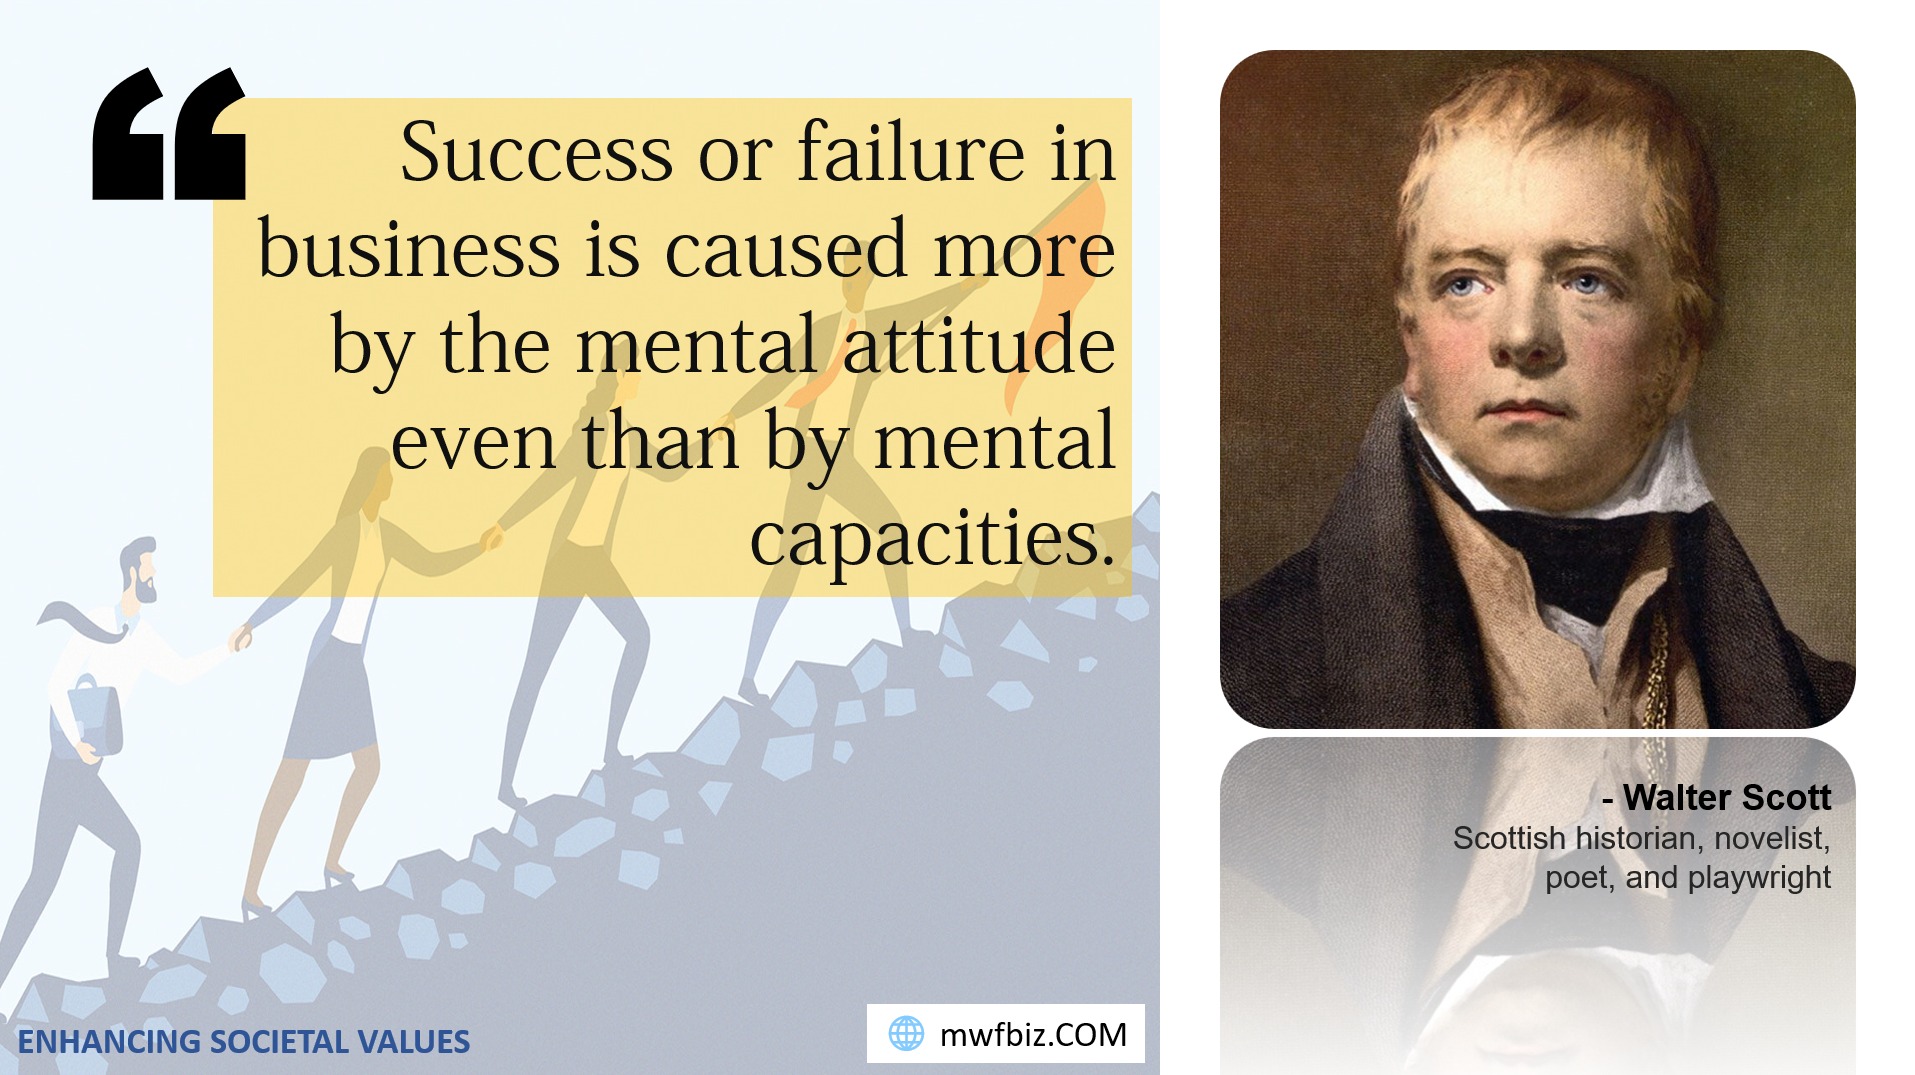 “
Success or failure in
business is caused more
by the mental attitude
even than by mental
capacities.
- Walter Scott
Scottish historian, novelist,
poet, and playwright
ENHANCING SOCIETAL VALUES
mwfbiz.COM